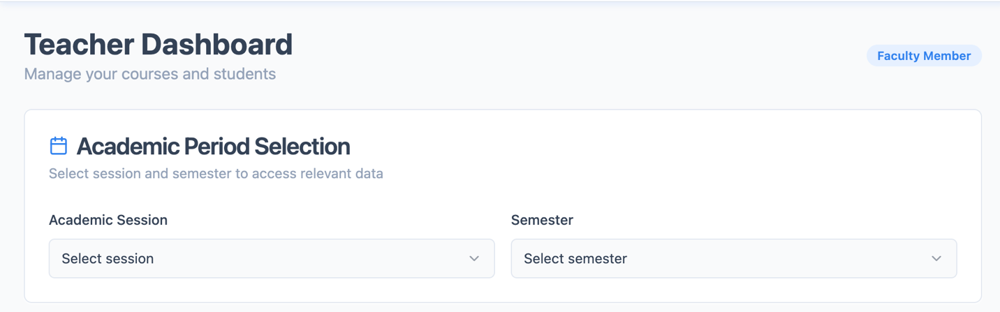 Teacher Dashboard
Manage your courses and students
Faculty Member
Academic Period Selection
Select session and semester to access relevant data
Academic Session
Select session
Semester
Select semester